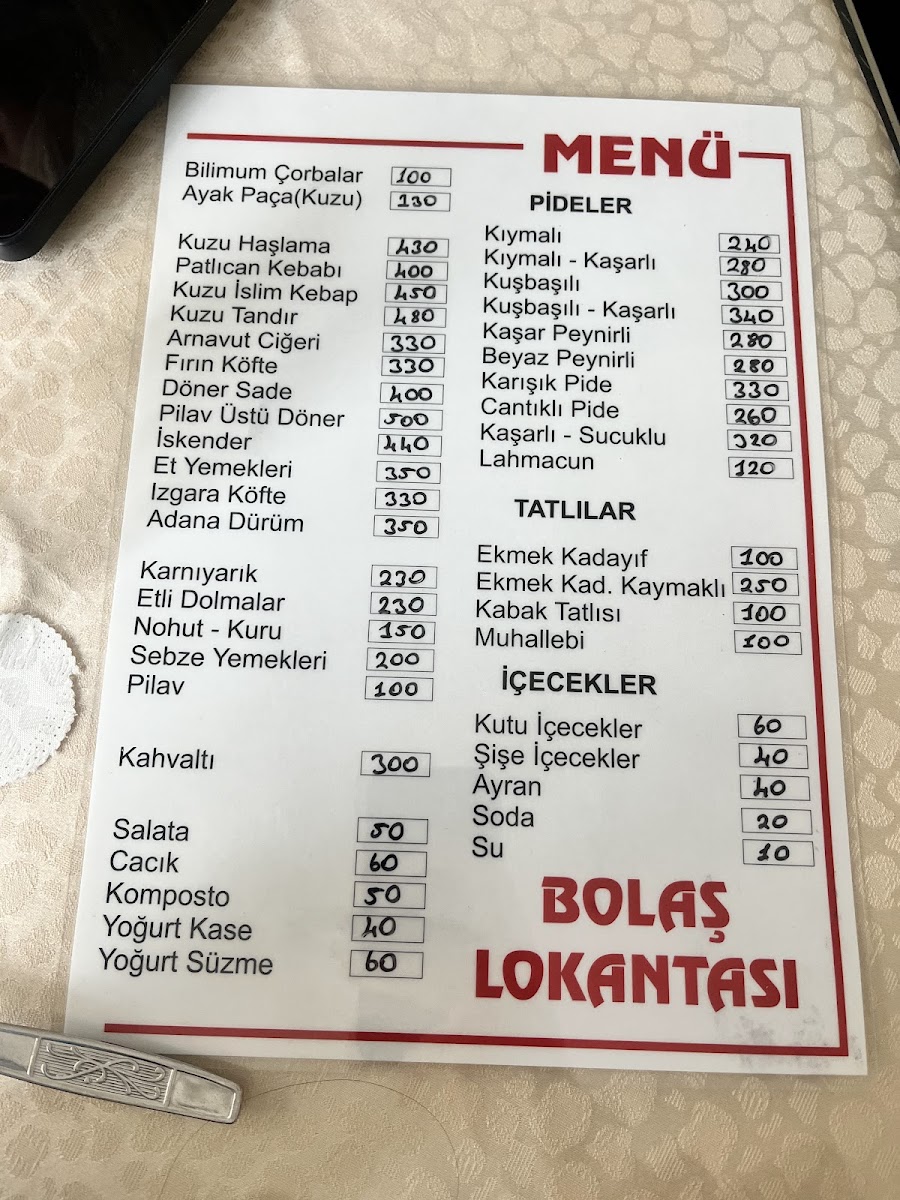 MENÜ
Bilimum Çorbalar 100
Ayak Paça(Kuzu) 130
Kuzu Haşlama 430
Patlıcan Kebabı 400
Kuzu İslim Kebap 450
Kuzu Tandır 480
Arnavut Ciğeri 330
Fırın Köfte 330
Döner Sade 400
Pilav Üstü Döner 500
İskender 440
Et Yemekleri 350
Izgara Köfte 330
Adana Dürüm 350
Karnıyarık 230
Etli Dolmalar 230
Nohut - Kuru 150
Sebze Yemekleri 200
Pilav 100
Kahvaltı 300
Salata 50
Cacık 60
Komposto 50
Yoğurt Kase 40
Yoğurt Süzme 60
PİDELER
Kıymalı 240
Kıymalı - Kaşarlı 280
Kuşbaşılı 300
Kuşbaşılı - Kaşarlı 340
Kaşar Peynirli 280
Beyaz Peynirli 280
Karışık Pide 330
Cantıklı Pide 260
Kaşarlı - Sucuklu 320
Lahmacun 120
TATLILAR
Ekmek Kadayıf 100
Ekmek Kad. Kaymaklı 250
Kabak Tatlısı 100
Muhallebi 100
İÇECEKLER
Kutu İçecekler 60
Şişe İçecekler 40
Ayran 40
Soda 20
Su 10
BOLAŞ
LOKANTASI